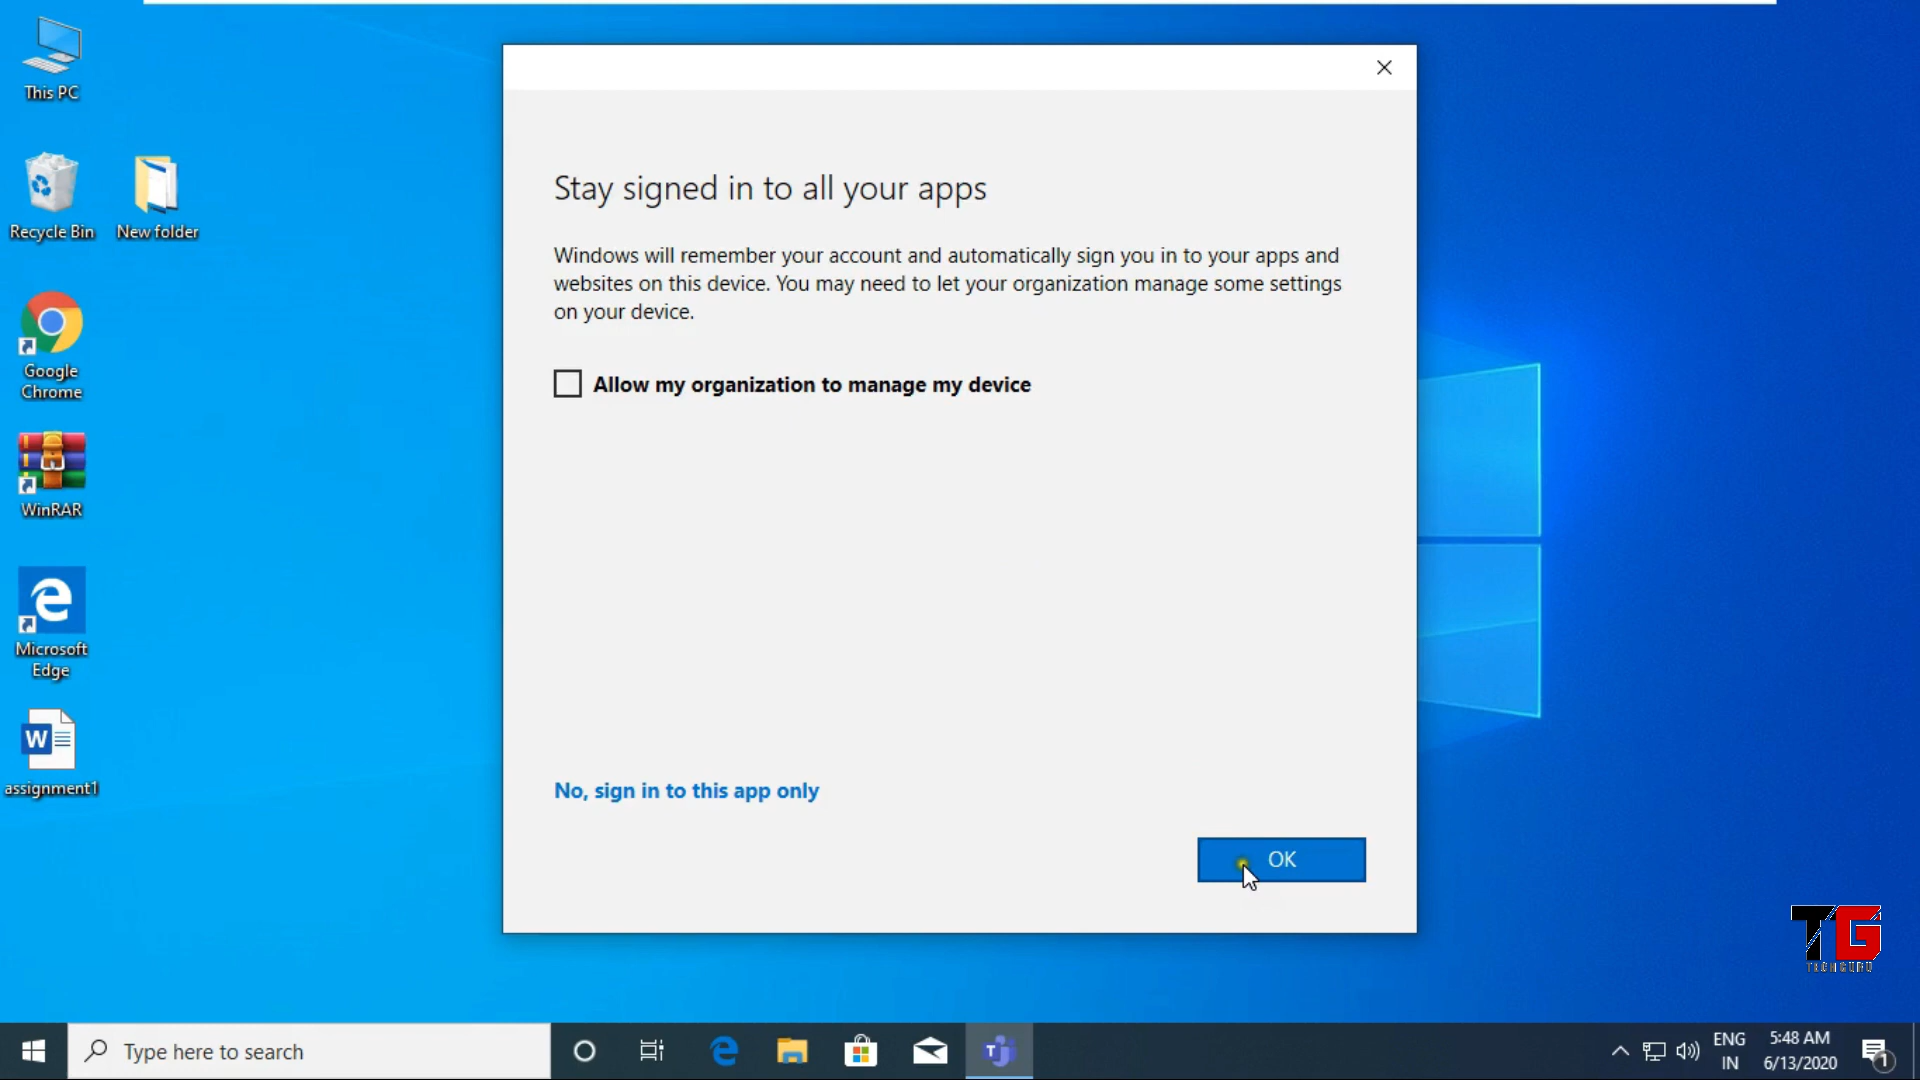 This PC
Recycle Bin
New folder
Google
Chrome
WinRAR
Microsoft
Edge
W
assignment1
Stay signed in to all your apps
Windows will remember your account and automatically sign you in to your apps and
websites on this device. You may need to let your organization manage some settings
on your device.
Allow my organization to manage my device
No, sign in to this app only
OK
TG
TECH GURU
Type here to search
T
ENG
IN
5:48 AM
6/13/2020
1